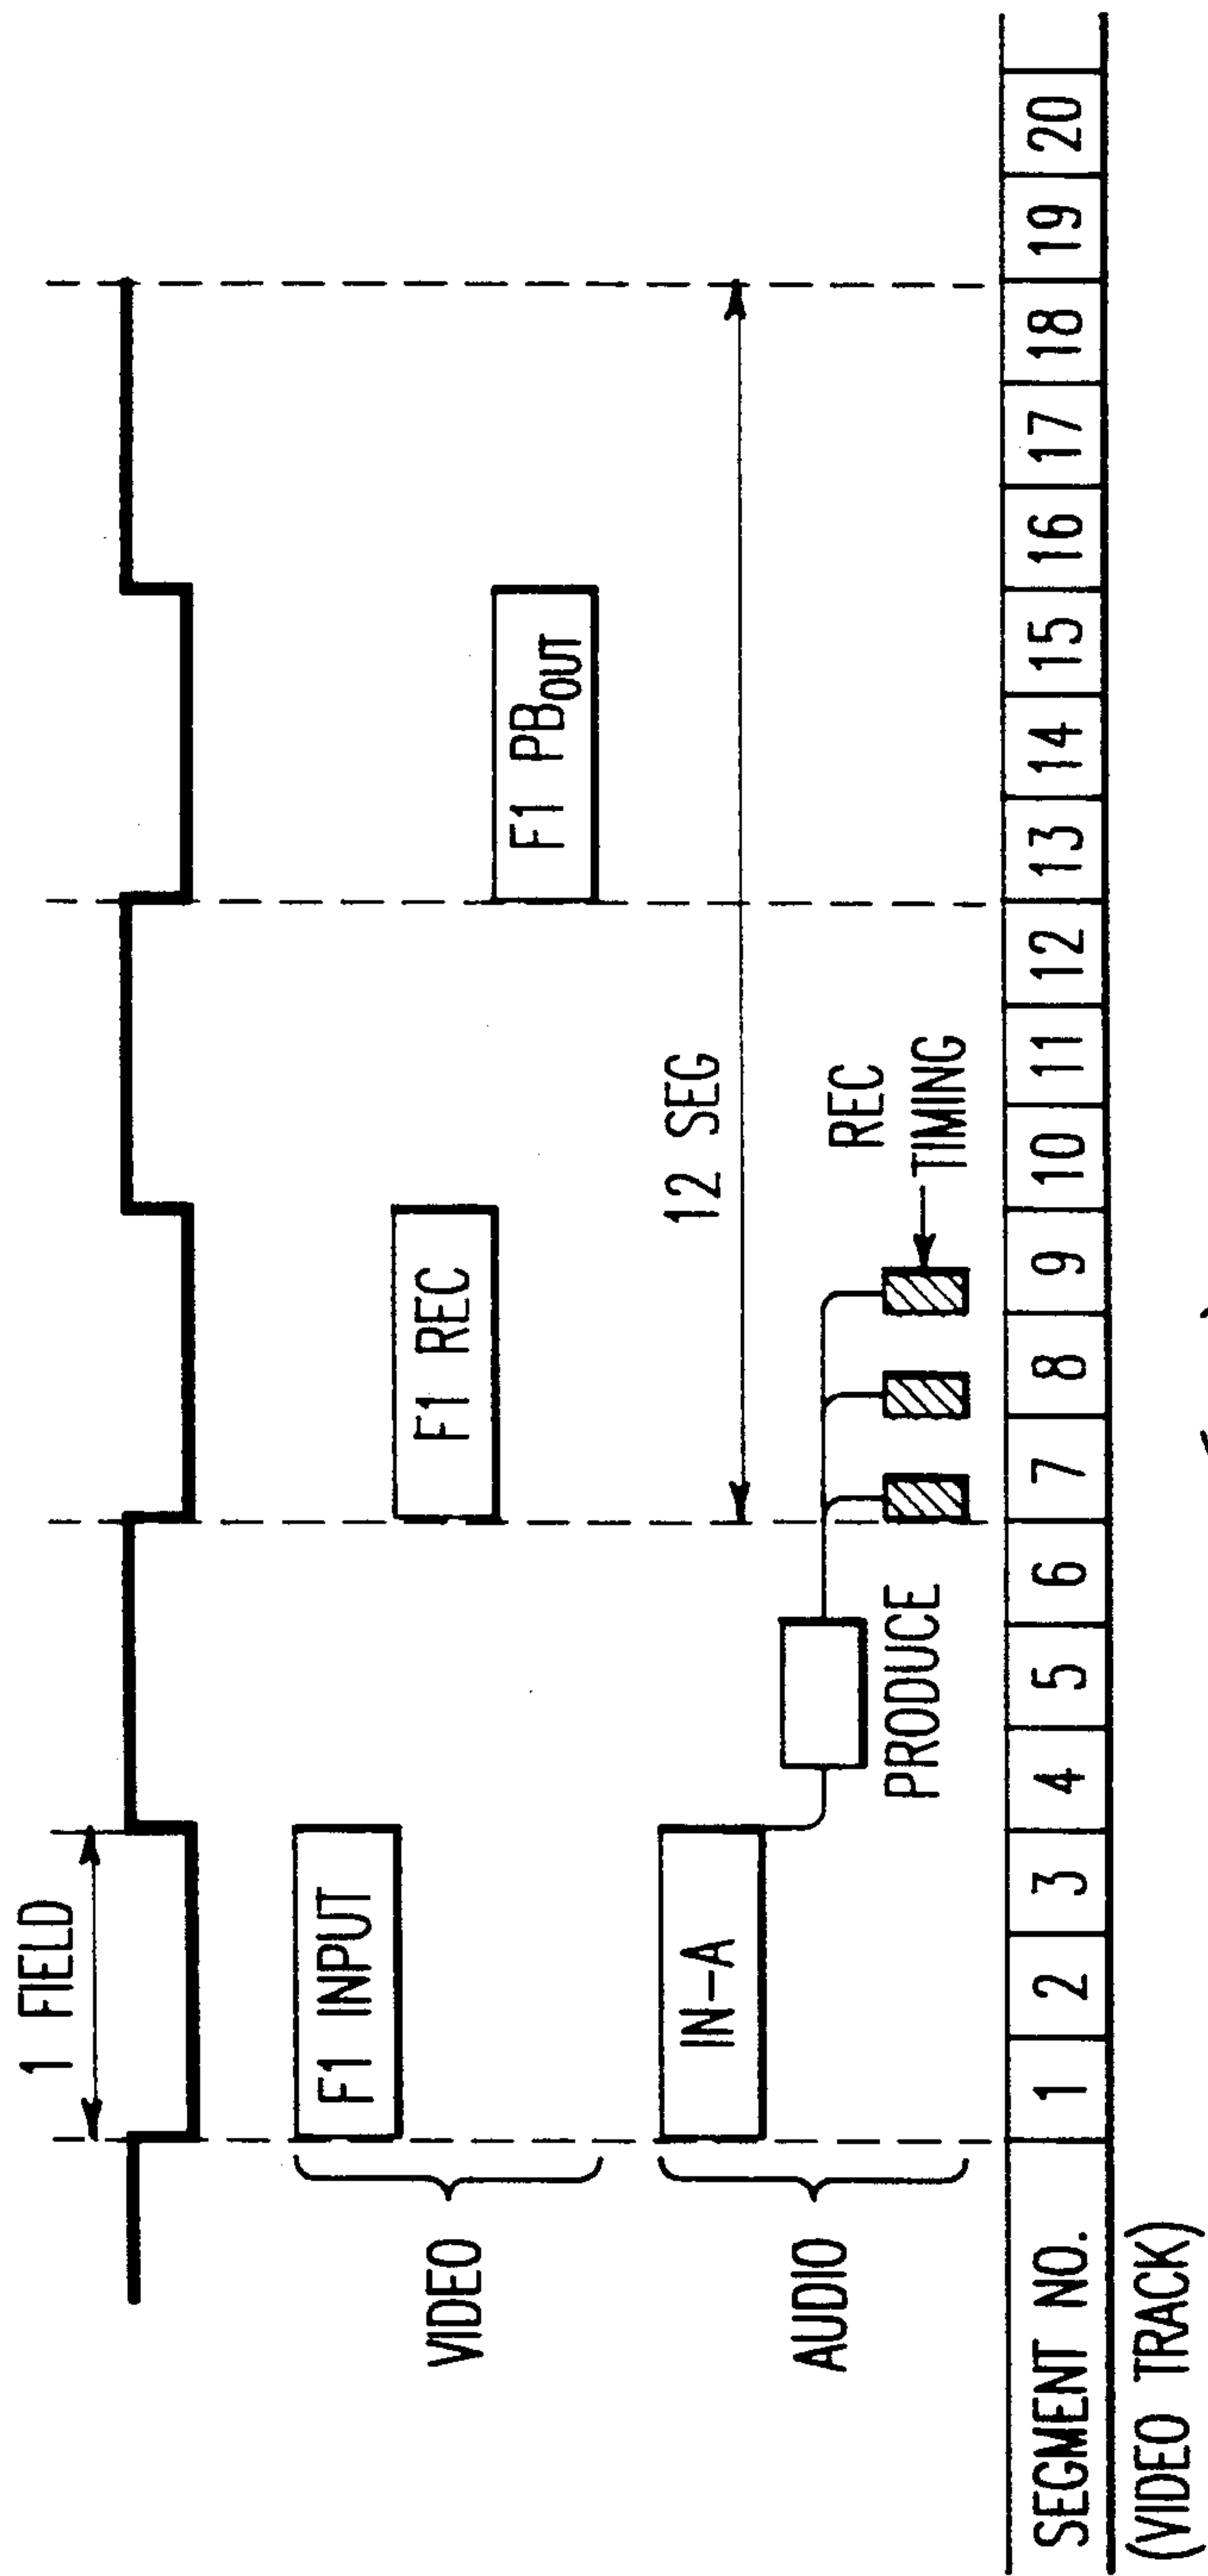 1 FIELD
VIDEO
F1 INPUT
F1 REC
F1 PBOUT
12 SEG
AUDIO
IN-A
PRODUCE
REC
TIMING
SEGMENT NO. 1 2 3 4 5 6 7 8 9 10 11 12 13 14 15 16 17 18 19 20
(VIDEO TRACK)